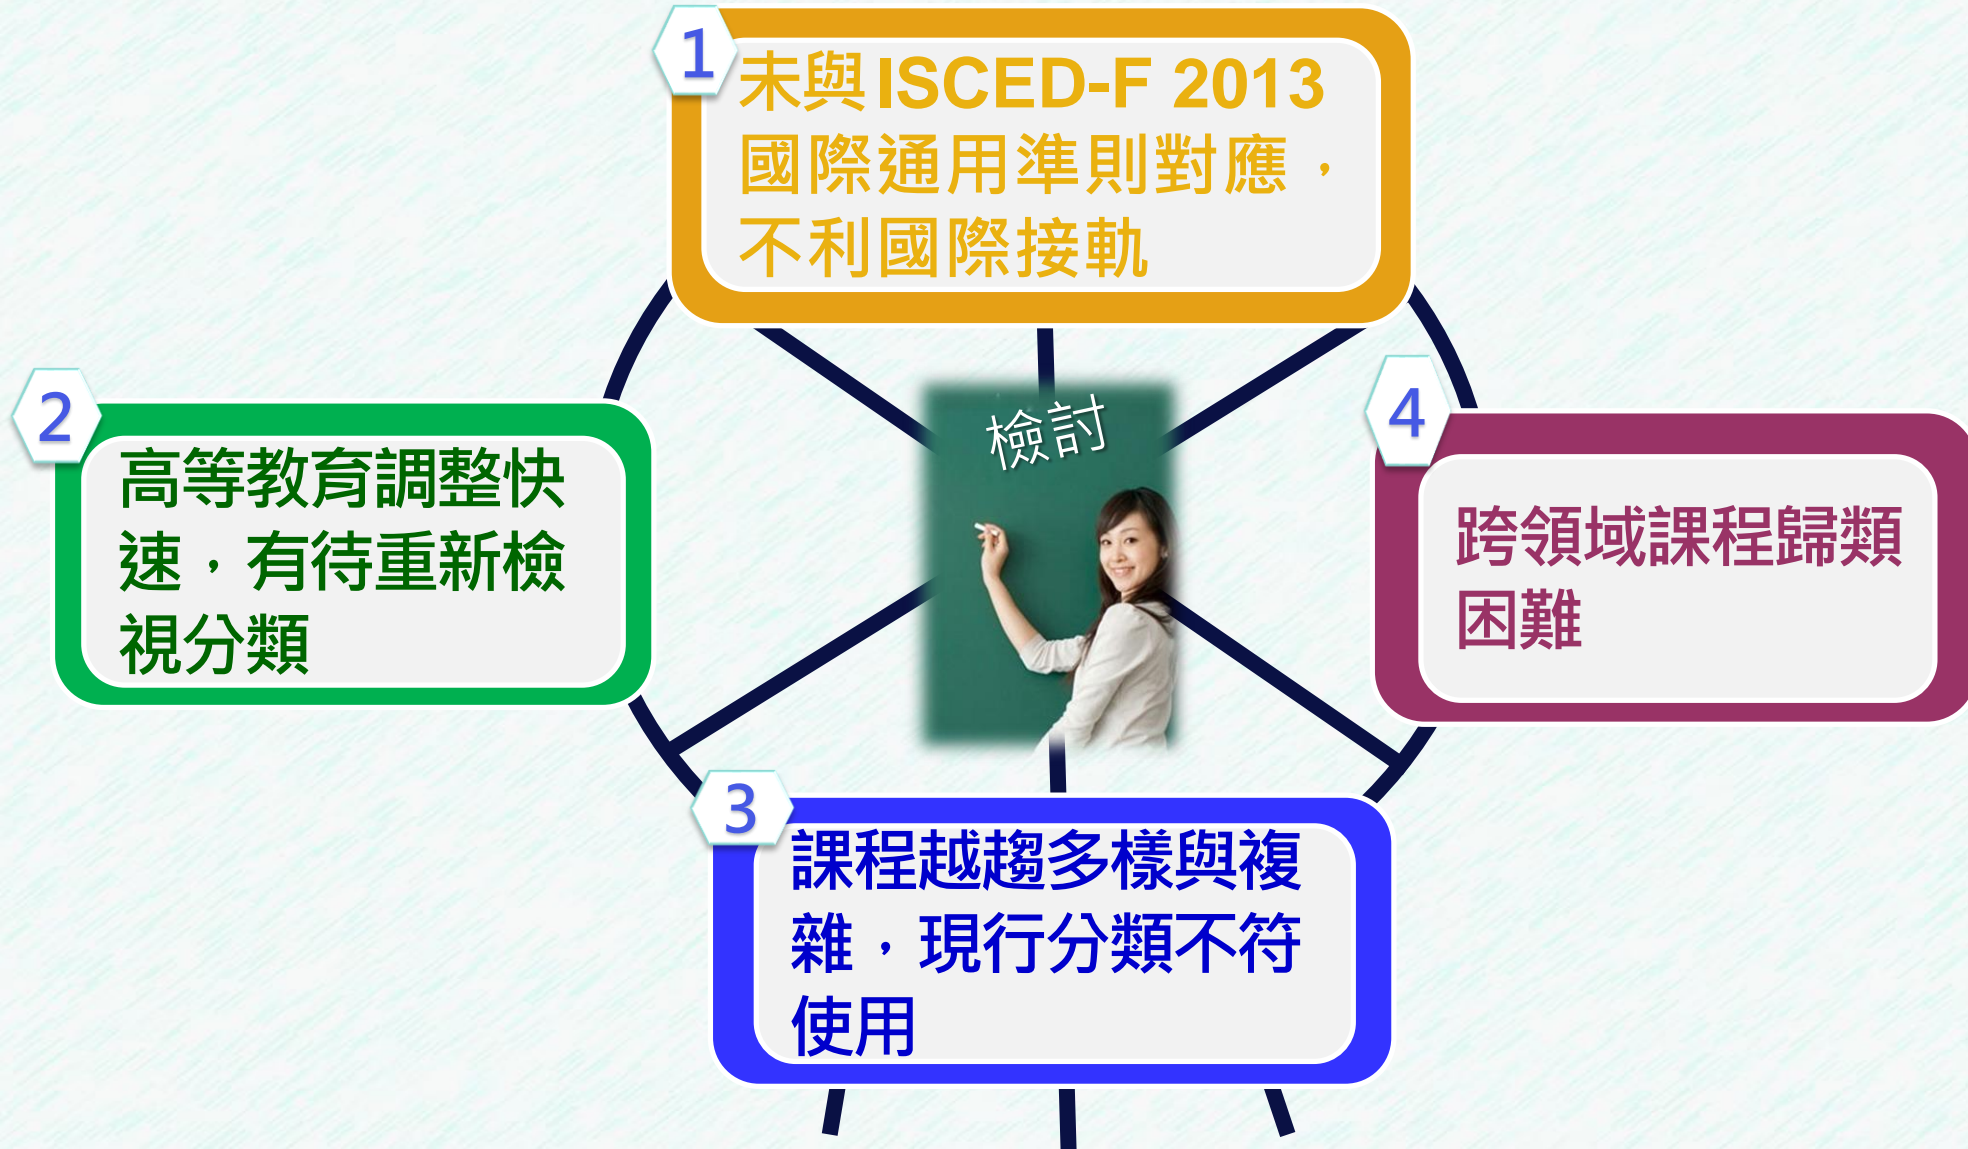 1
未與ISCED-F 2013
國際通用準則對應，
不利國際接軌
2
高等教育調整快
速，有待重新檢
視分類
檢討
3
課程越趨多樣與複
雜，現行分類不符
使用
4
跨領域課程歸類
困難